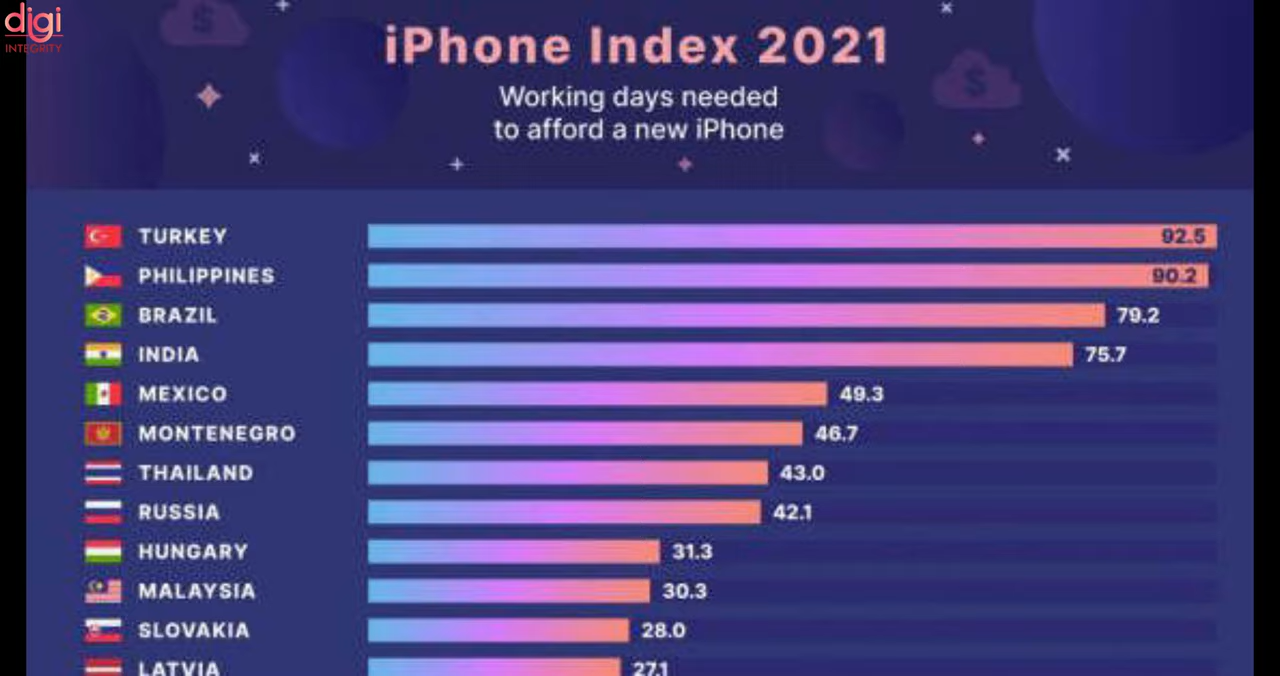 digi
INTEGRITY
iPhone Index 2021
Working days needed
to afford a new iPhone
TURKEY 92.5
PHILIPPINES 90.2
BRAZIL 79.2
INDIA 75.7
MEXICO 49.3
MONTENEGRO 46.7
THAILAND 43.0
RUSSIA 42.1
HUNGARY 31.3
MALAYSIA 30.3
SLOVAKIA 28.0
LATVIA 27.1